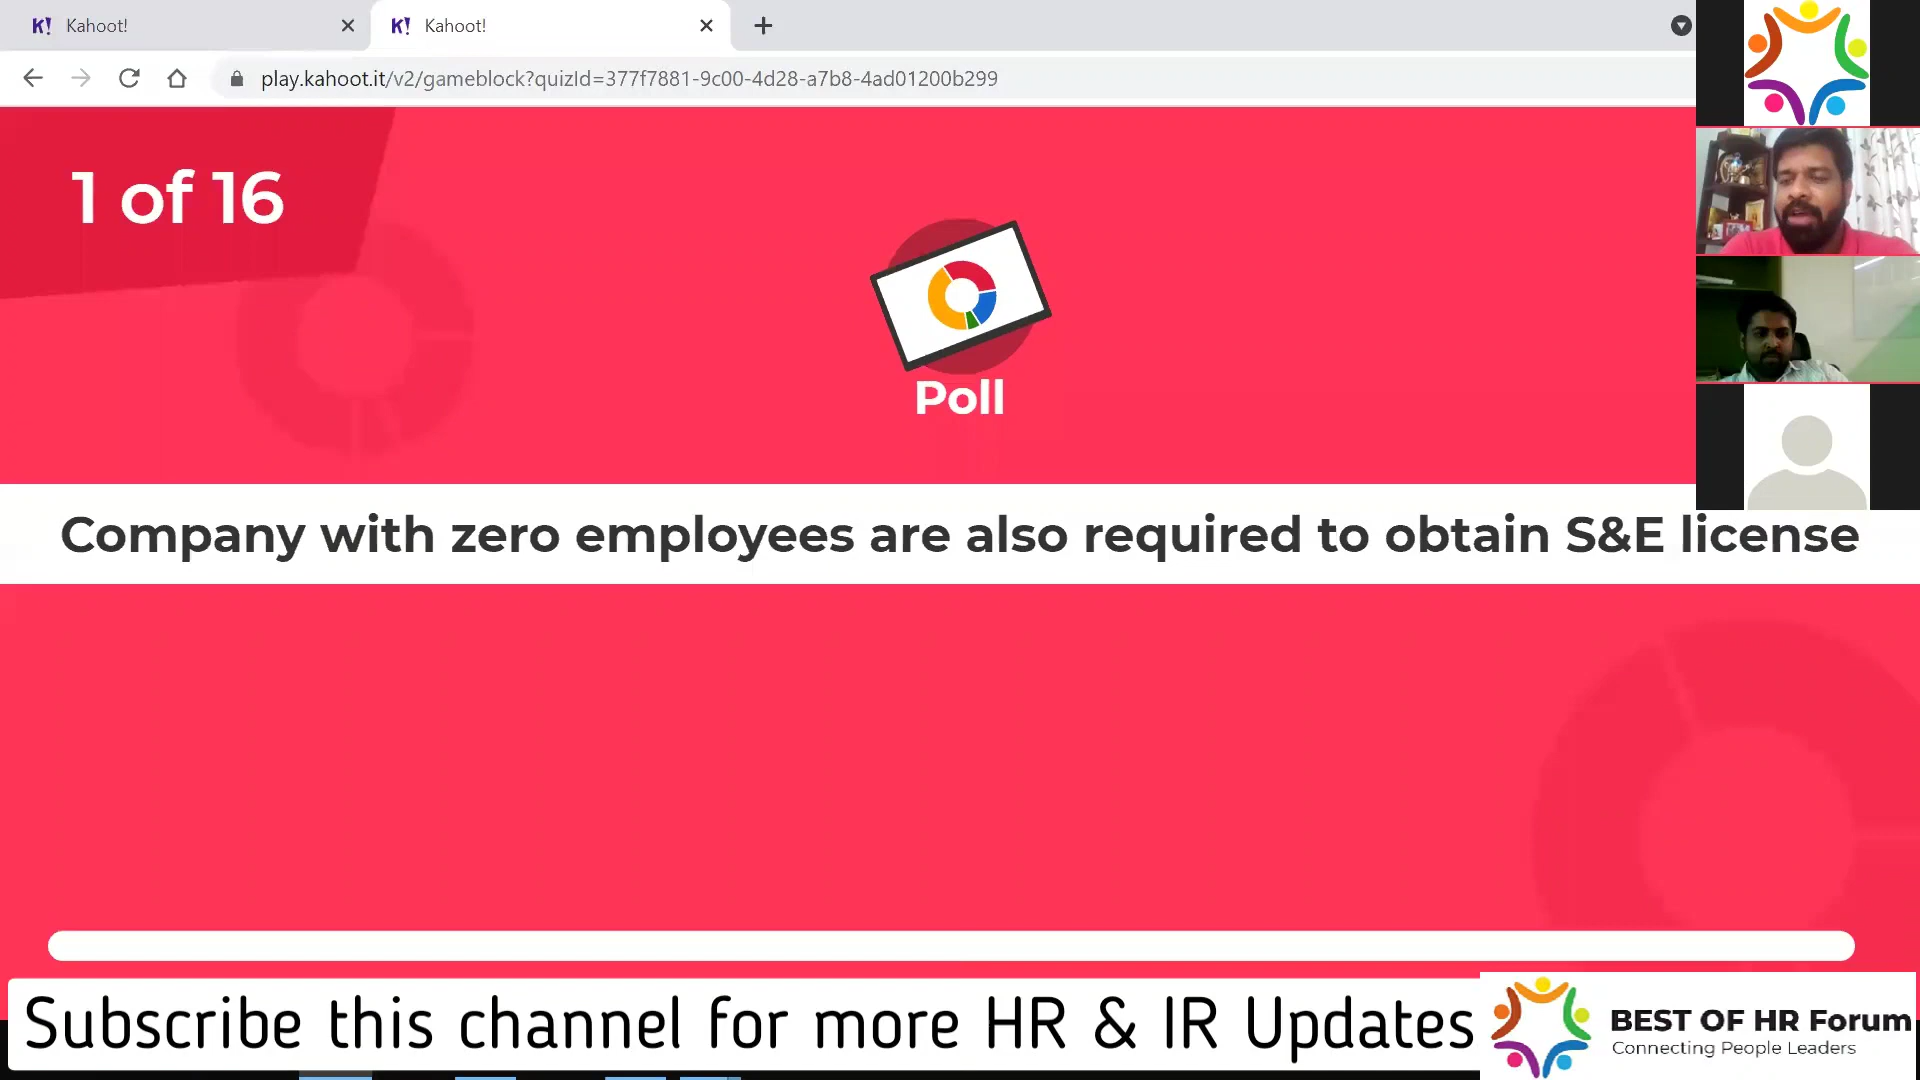 K! Kahoot!
K! Kahoot!
play.kahoot.it/v2/gameblock?quizId=377f7881-9c00-4d28-a7b8-4ad01200b299
1 of 16
Poll
Company with zero employees are also required to obtain S&E license
Subscribe this channel for more HR & IR Updates
BEST OF HR Forum
Connecting People Leaders